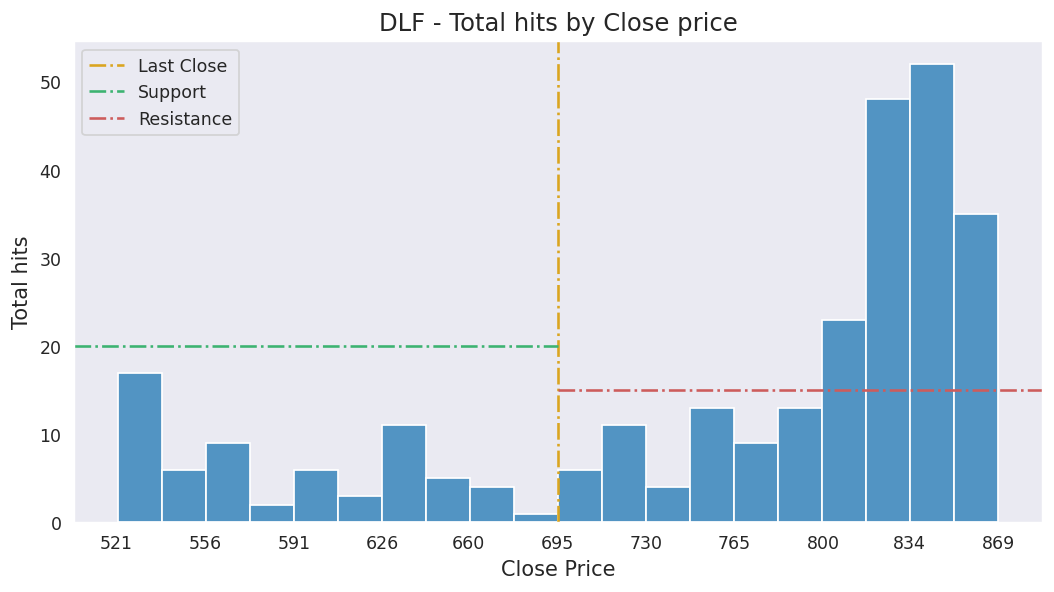 DLF - Total hits by Close price
Last Close
Support
Resistance
Total hits
50
40
30
20
10
0
521 556 591 626 660 695 730 765 800 834 869
Close Price